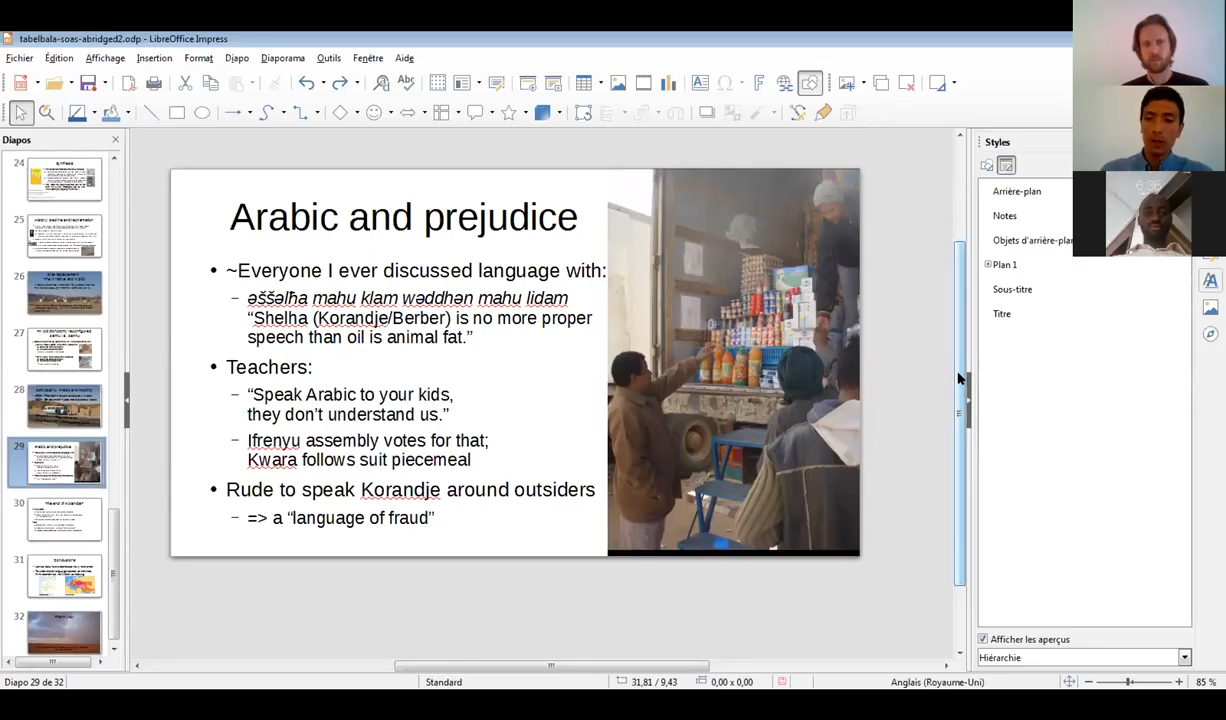 tabelbala-soas-abridged2.odp - LibreOffice Impress
Fichier Édition Affichage Insertion Format Diapo Diaporama Outils Fenêtre Aide
Diapos
24
25
26
27
28
29
30
31
32
Arabic and prejudice
• ~Everyone I ever discussed language with:
– əššəlħa mahu klam wəddhən mahu lidam
“Shelha (Korandje/Berber) is no more proper
speech than oil is animal fat.”
• Teachers:
– “Speak Arabic to your kids,
they don’t understand us.”
– Ifrenyu assembly votes for that;
Kwara follows suit piecemeal
• Rude to speak Korandje around outsiders
– => a “language of fraud”
Styles
Arrière-plan
Notes
Objets d'arrière-plan
Plan 1
Sous-titre
Titre
Afficher les aperçus
Hiérarchie
6:36
Diapo 29 de 32
Standard
31,81 / 9,43
0,00 x 0,00
Anglais (Royaume-Uni)
85 %